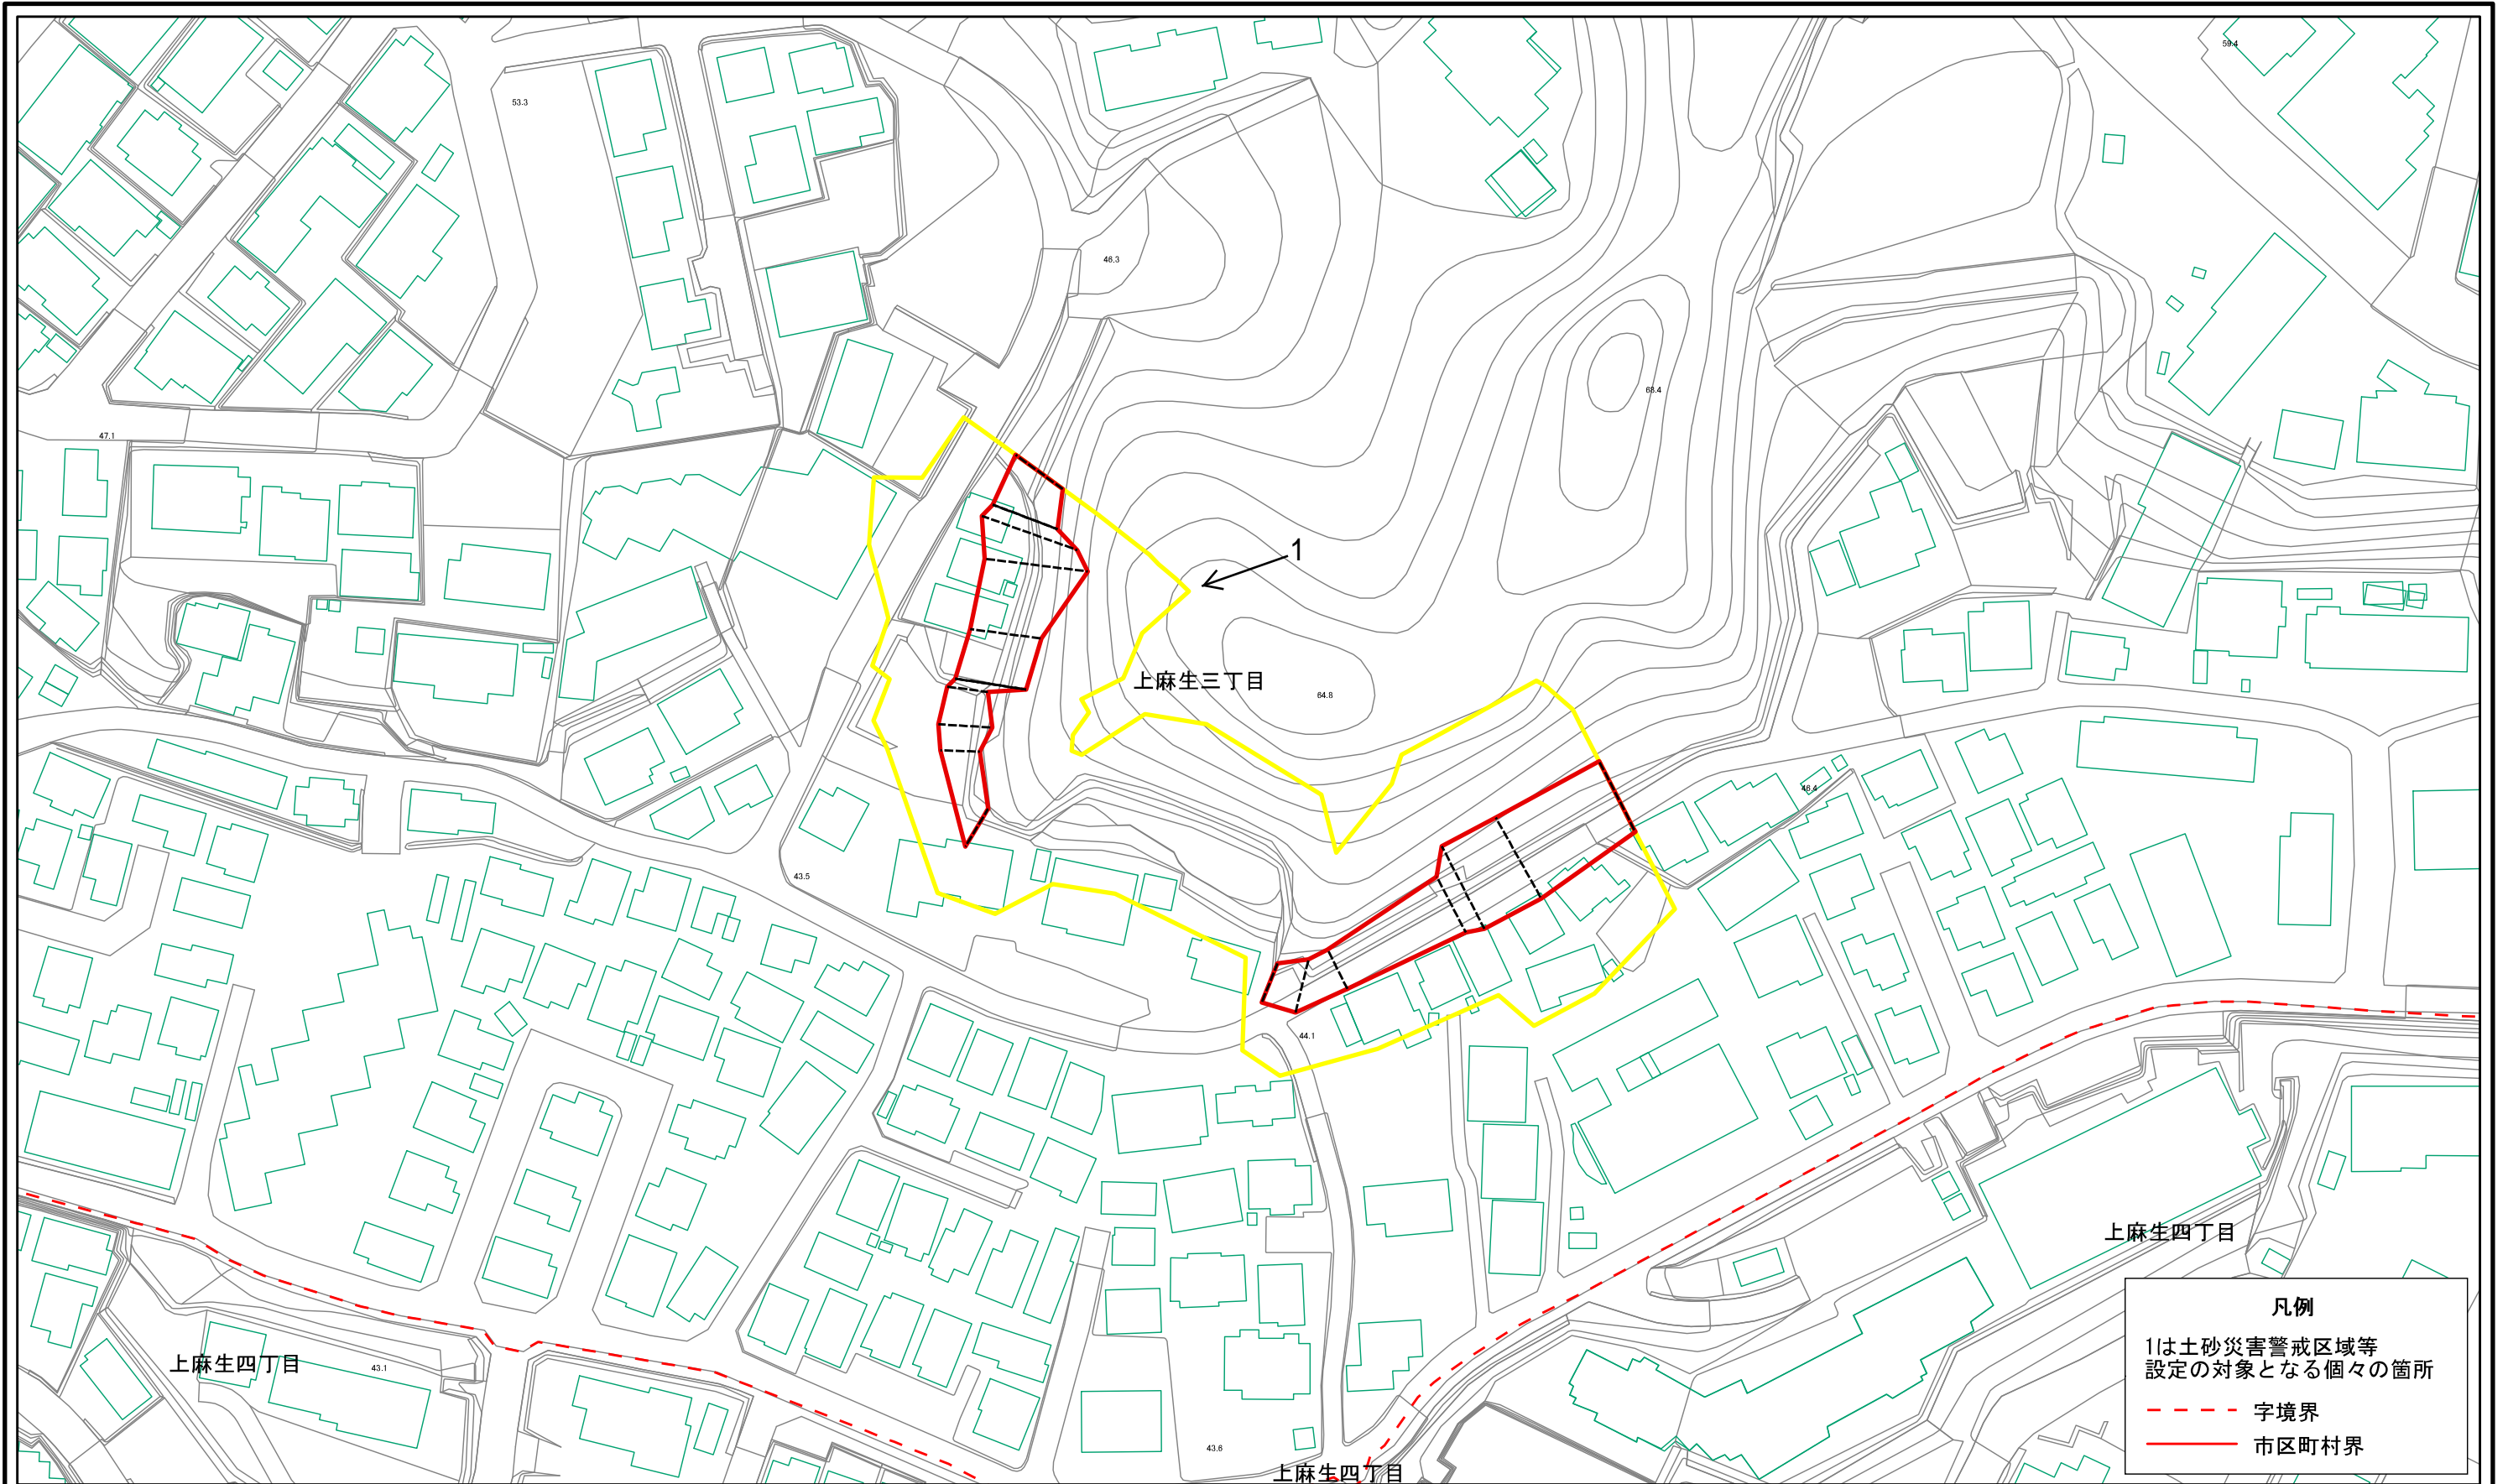 59.4
53.3
46.3
68.4
47.1
1
上麻生三丁目
64.8
48.4
43.5
44.1
上麻生四丁目
凡例
1は土砂災害警戒区域等
設定の対象となる個々の箇所
字境界
市区町村界
上麻生四丁目
43.1
43.6
上麻生四丁目